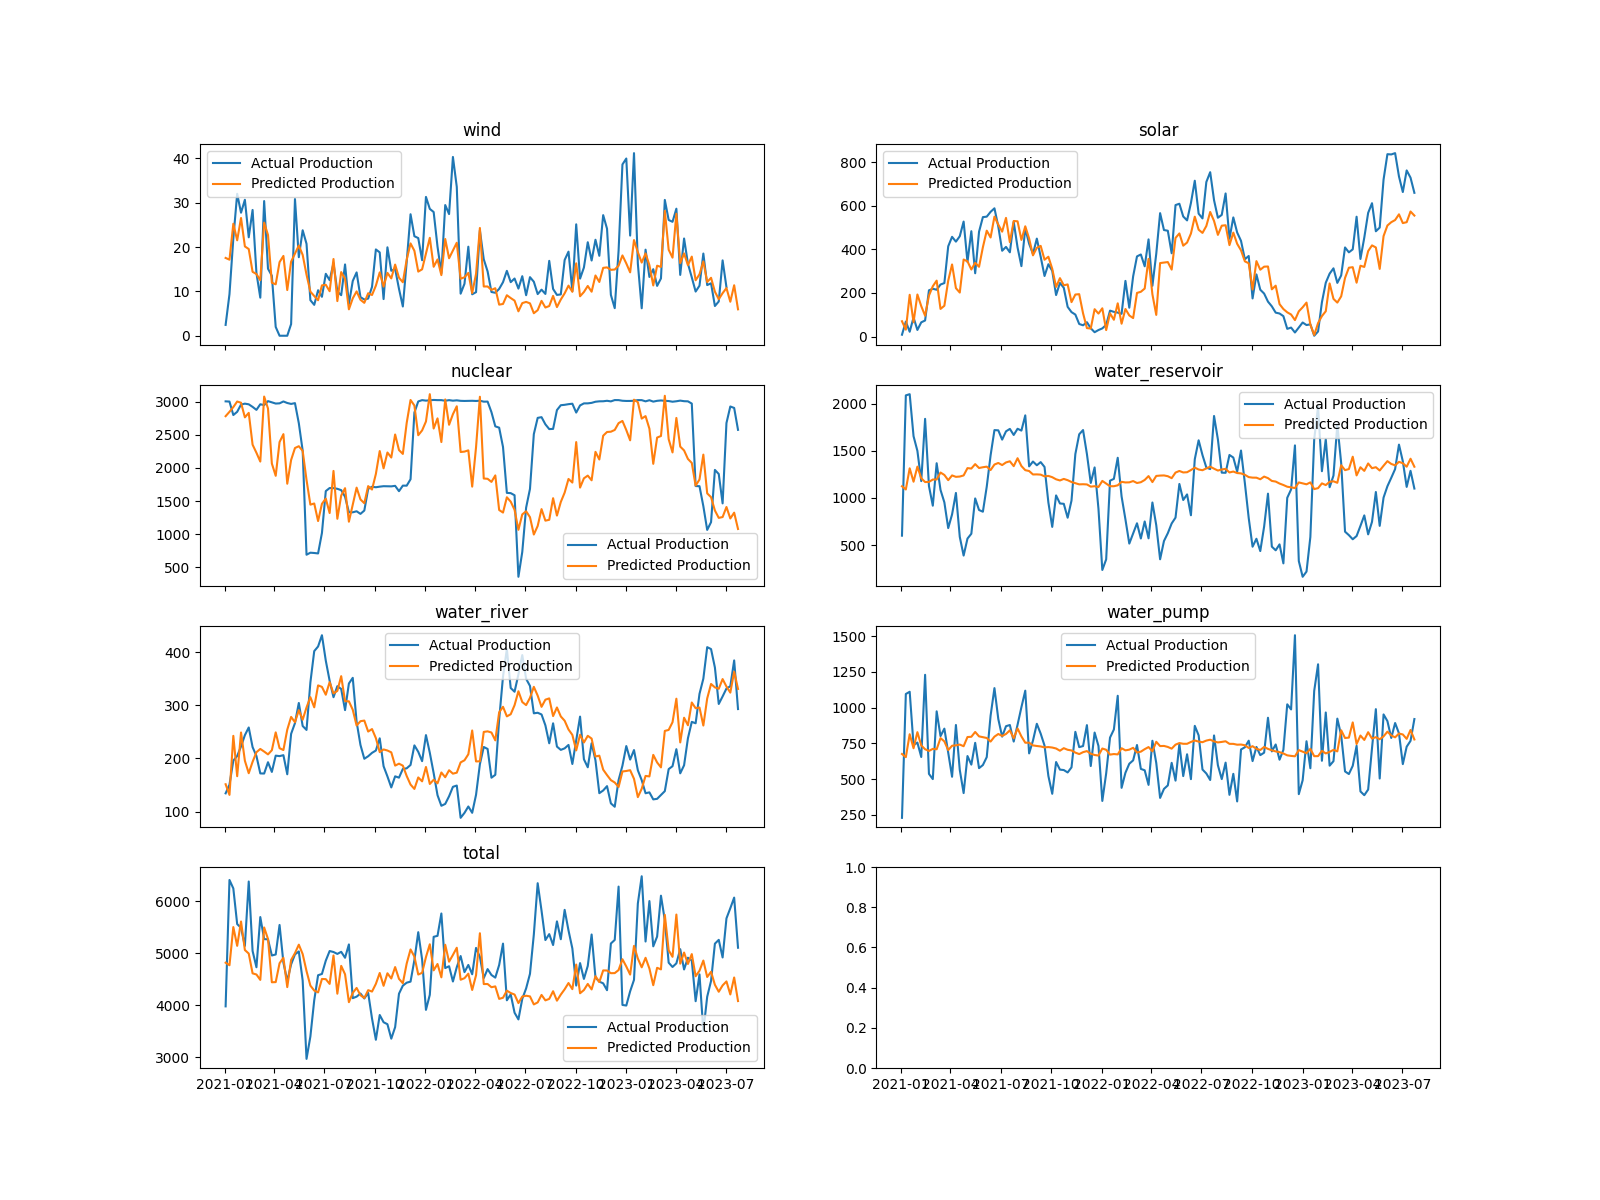 wind
40
30
20
10
0
Actual Production
Predicted Production
solar
800
600
400
200
0
Actual Production
Predicted Production
nuclear
3000
2500
2000
1500
1000
500
Actual Production
Predicted Production
water_reservoir
2000
1500
1000
500
Actual Production
Predicted Production
water_river
400
300
200
100
Actual Production
Predicted Production
water_pump
1500
1250
1000
750
500
250
Actual Production
Predicted Production
total
6000
5000
4000
3000
Actual Production
Predicted Production
2021-01 2021-04 2021-07 2021-10 2022-01 2022-04 2022-07 2022-10 2023-01 2023-04 2023-07
1.0
0.8
0.6
0.4
0.2
0.0
2021-01 2021-04 2021-07 2021-10 2022-01 2022-04 2022-07 2022-10 2023-01 2023-04 2023-07